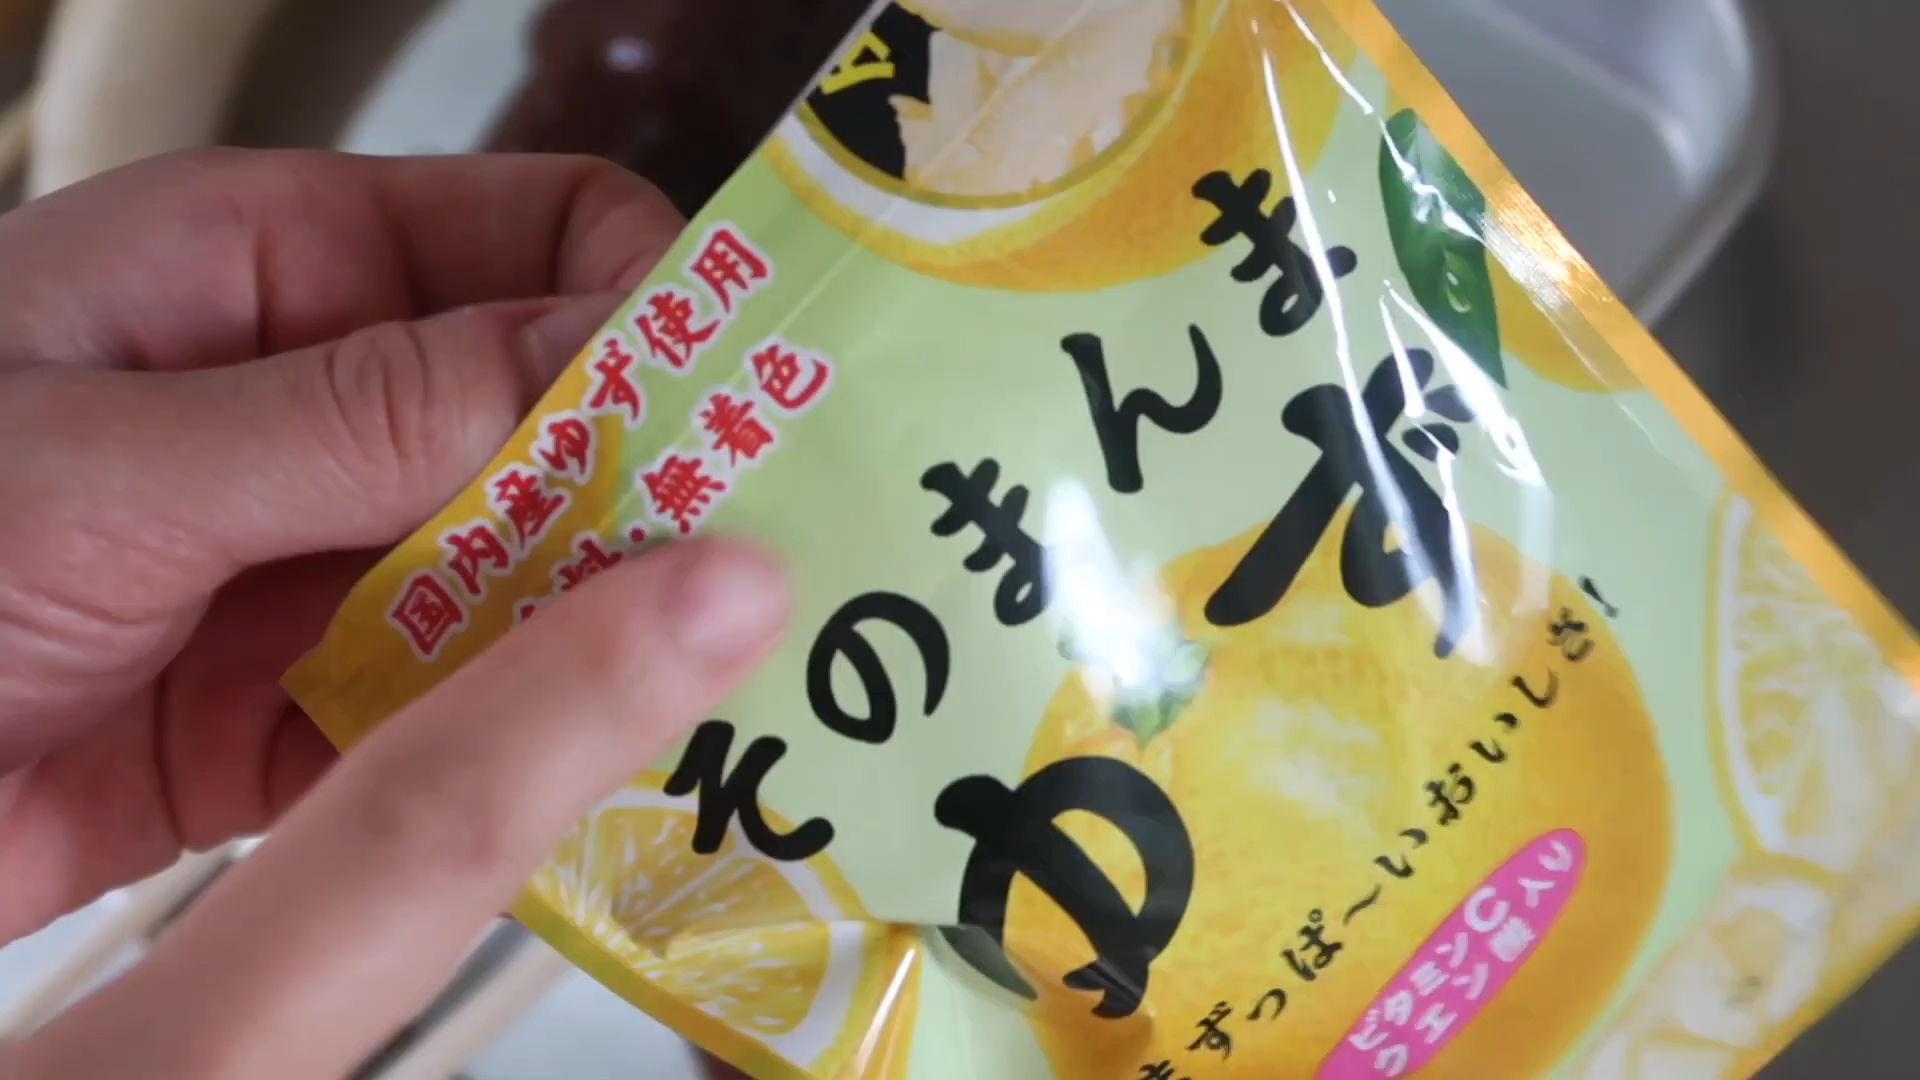 国内産ゆず使用
料・無着色
そのまんま
ゆず
ずっぱ～いおいしさ!
ビタミンC
クエン酸入り